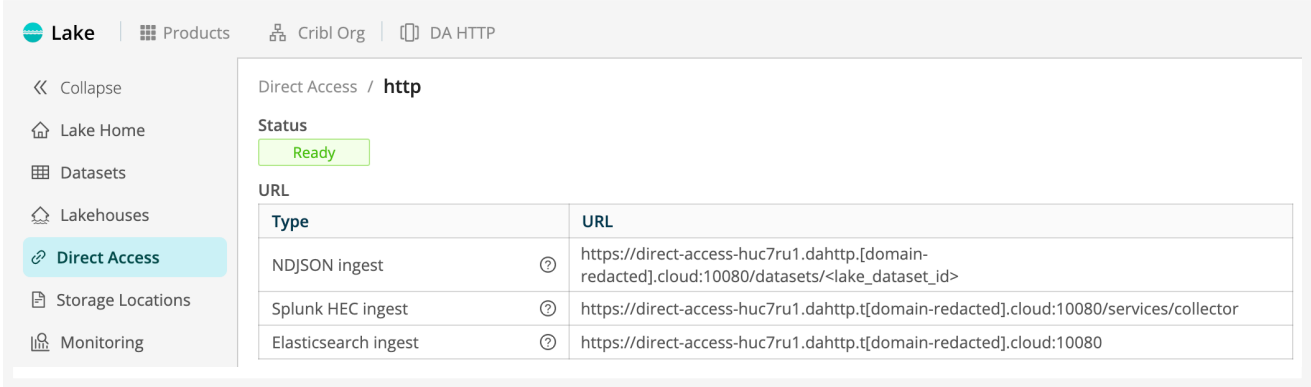 Lake
Products
Cribl Org
DA HTTP
Collapse
Lake Home
Datasets
Lakehouses
Direct Access
Storage Locations
Monitoring
Direct Access / http
Status
Ready
URL
Type
URL
NDJSON ingest
https://direct-access-huc7ru1.dahttp.[domain-
redacted].cloud:10080/datasets/<lake_dataset_id>
Splunk HEC ingest
https://direct-access-huc7ru1.dahttp.t[domain-redacted].cloud:10080/services/collector
Elasticsearch ingest
https://direct-access-huc7ru1.dahttp.t[domain-redacted].cloud:10080